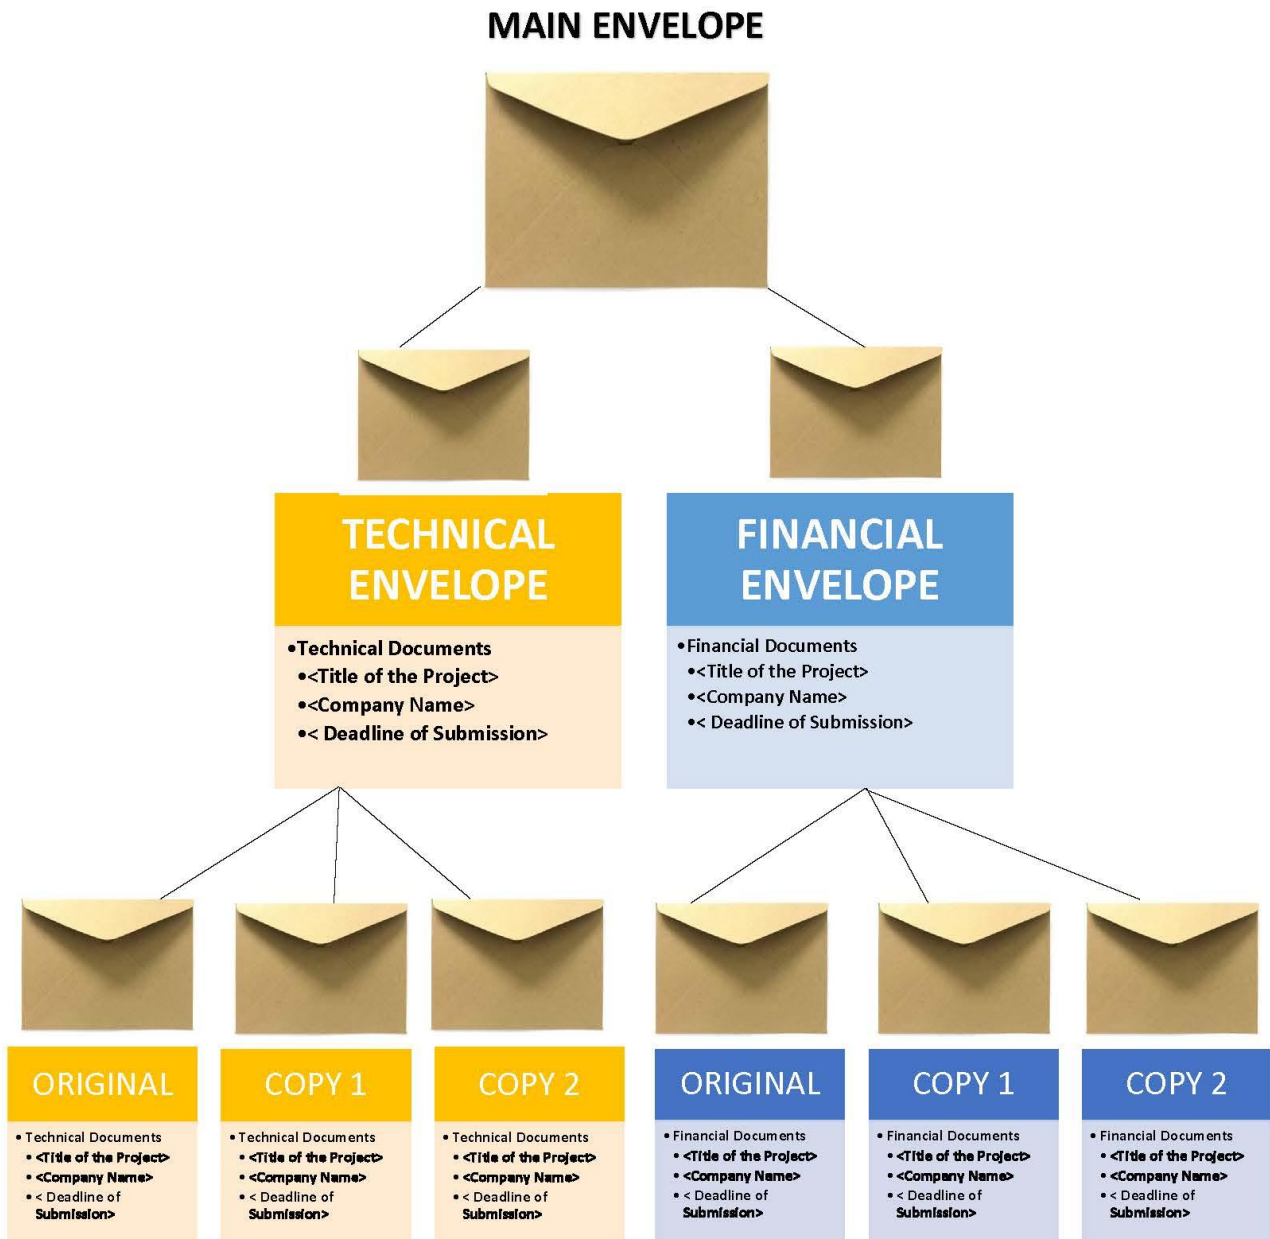 MAIN ENVELOPE
TECHNICAL
ENVELOPE
•Technical Documents
•<Title of the Project>
•<Company Name>
•< Deadline of Submission>
FINANCIAL
ENVELOPE
•Financial Documents
•<Title of the Project>
•<Company Name>
•< Deadline of Submission>
ORIGINAL
• Technical Documents
• <Title of the Project>
• <Company Name>
• < Deadline of
Submission>
COPY 1
• Technical Documents
• <Title of the Project>
• <Company Name>
• < Deadline of
Submission>
COPY 2
• Technical Documents
• <Title of the Project>
• <Company Name>
• < Deadline of
Submission>
ORIGINAL
• Financial Documents
• <Title of the Project>
• <Company Name>
• < Deadline of
Submission>
COPY 1
• Financial Documents
• <Title of the Project>
• <Company Name>
• < Deadline of
Submission>
COPY 2
• Financial Documents
• <Title of the Project>
• <Company Name>
• < Deadline of
Submission>